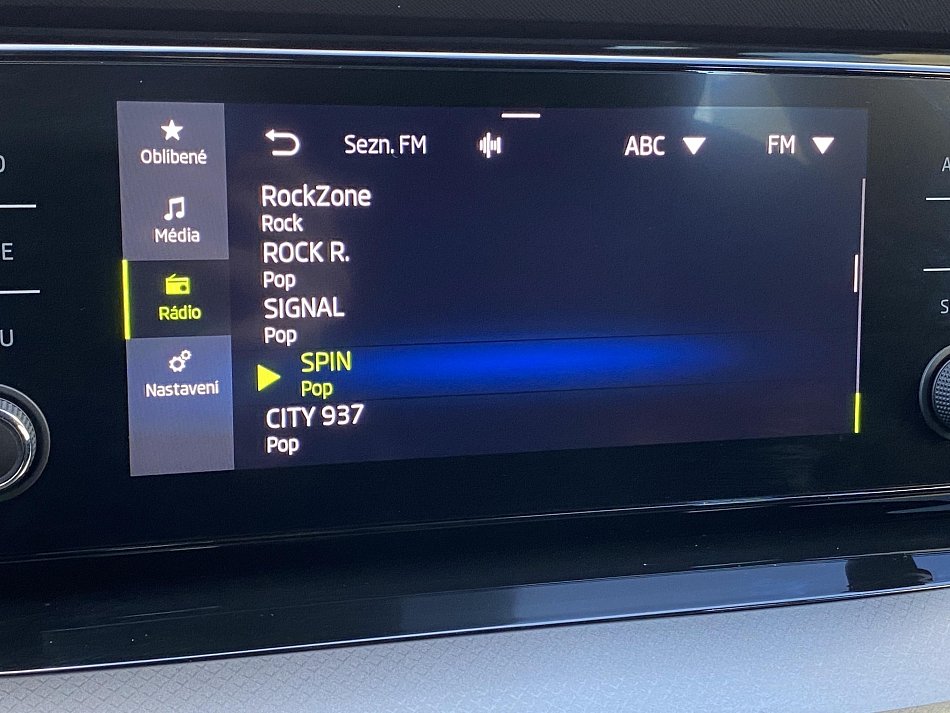 Oblíbené
Média
Rádio
Nastavení
Sezn. FM
ABC
FM
RockZone
Rock
ROCK R.
Pop
SIGNAL
Pop
SPIN
Pop
CITY 937
Pop
E
U
A
S